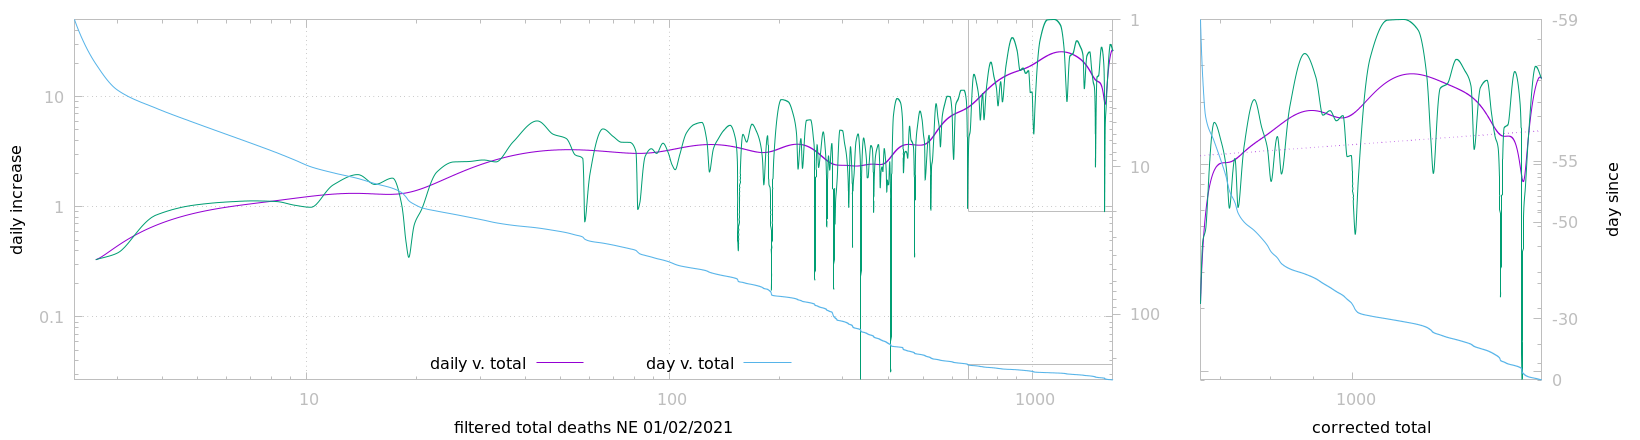 daily increase
10
1
0.1
10
100
1000
filtered total deaths NE 01/02/2021
daily v. total
day v. total
1
10
100
1000
corrected total
-59
-55
-50
-30
0
day since